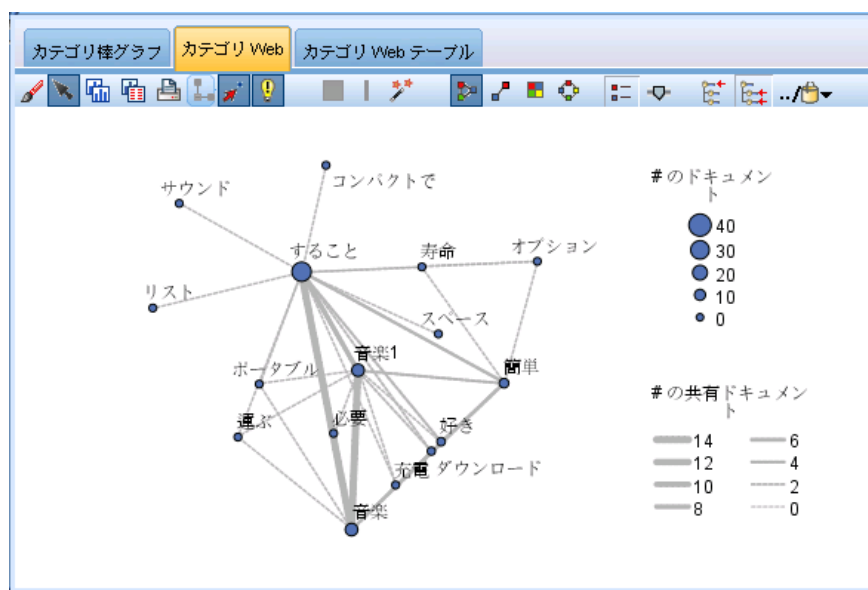 カテゴリ棒グラフ
カテゴリ Web
カテゴリ Web テーブル
../
コンパクトで
サウンド
すること
寿命
オプション
リスト
スペース
音楽1
簡単
ポータブル
運ぶ
必要
好き
充電
ダウンロード
音楽
# のドキュメン
ト
40
30
20
10
0
# の共有ドキュメン
ト
14
6
12
4
10
2
8
0